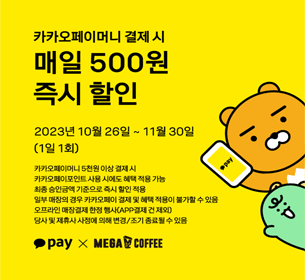 카카오페이머니 결제 시
매일 500원
즉시 할인
2023년 10월 26일 ~ 11월 30일
(1일 1회)
카카오페이머니 5천원 이상 결제 시
카카오페이포인트 사용 시에도 혜택 적용 가능
최종 승인금액 기준으로 즉시 할인 적용
일부 매장의 경우 카카오페이 결제 및 혜택 적용이 불가할 수 있음
오프라인 매장결제 한정 행사(APP결제 건 제외)
당사 및 제휴사 사정에 의해 변경/조기 종료될 수 있음
pay × MEGA COFFEE
pay